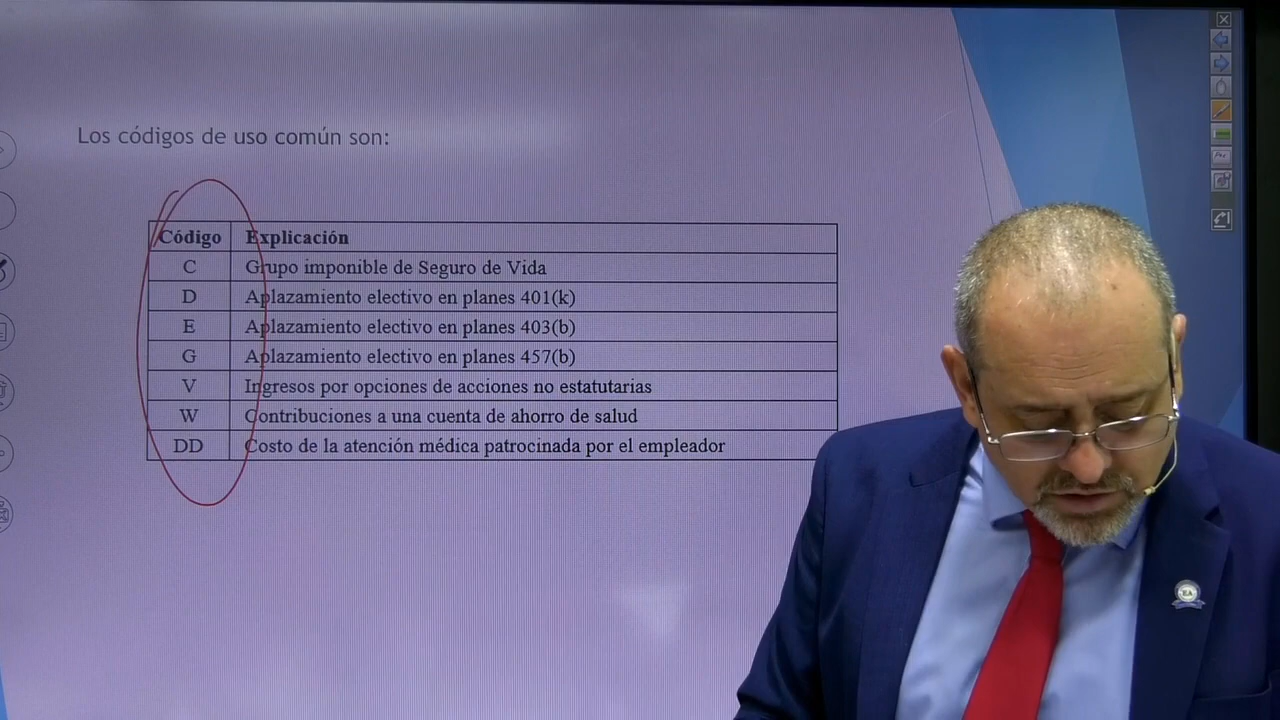 Los códigos de uso común son:
Código Explicación
C Grupo imponible de Seguro de Vida
D Aplazamiento electivo en planes 401(k)
E Aplazamiento electivo en planes 403(b)
G Aplazamiento electivo en planes 457(b)
V Ingresos por opciones de acciones no estatutarias
W Contribuciones a una cuenta de ahorro de salud
DD Costo de la atención médica patrocinada por el empleador
EA